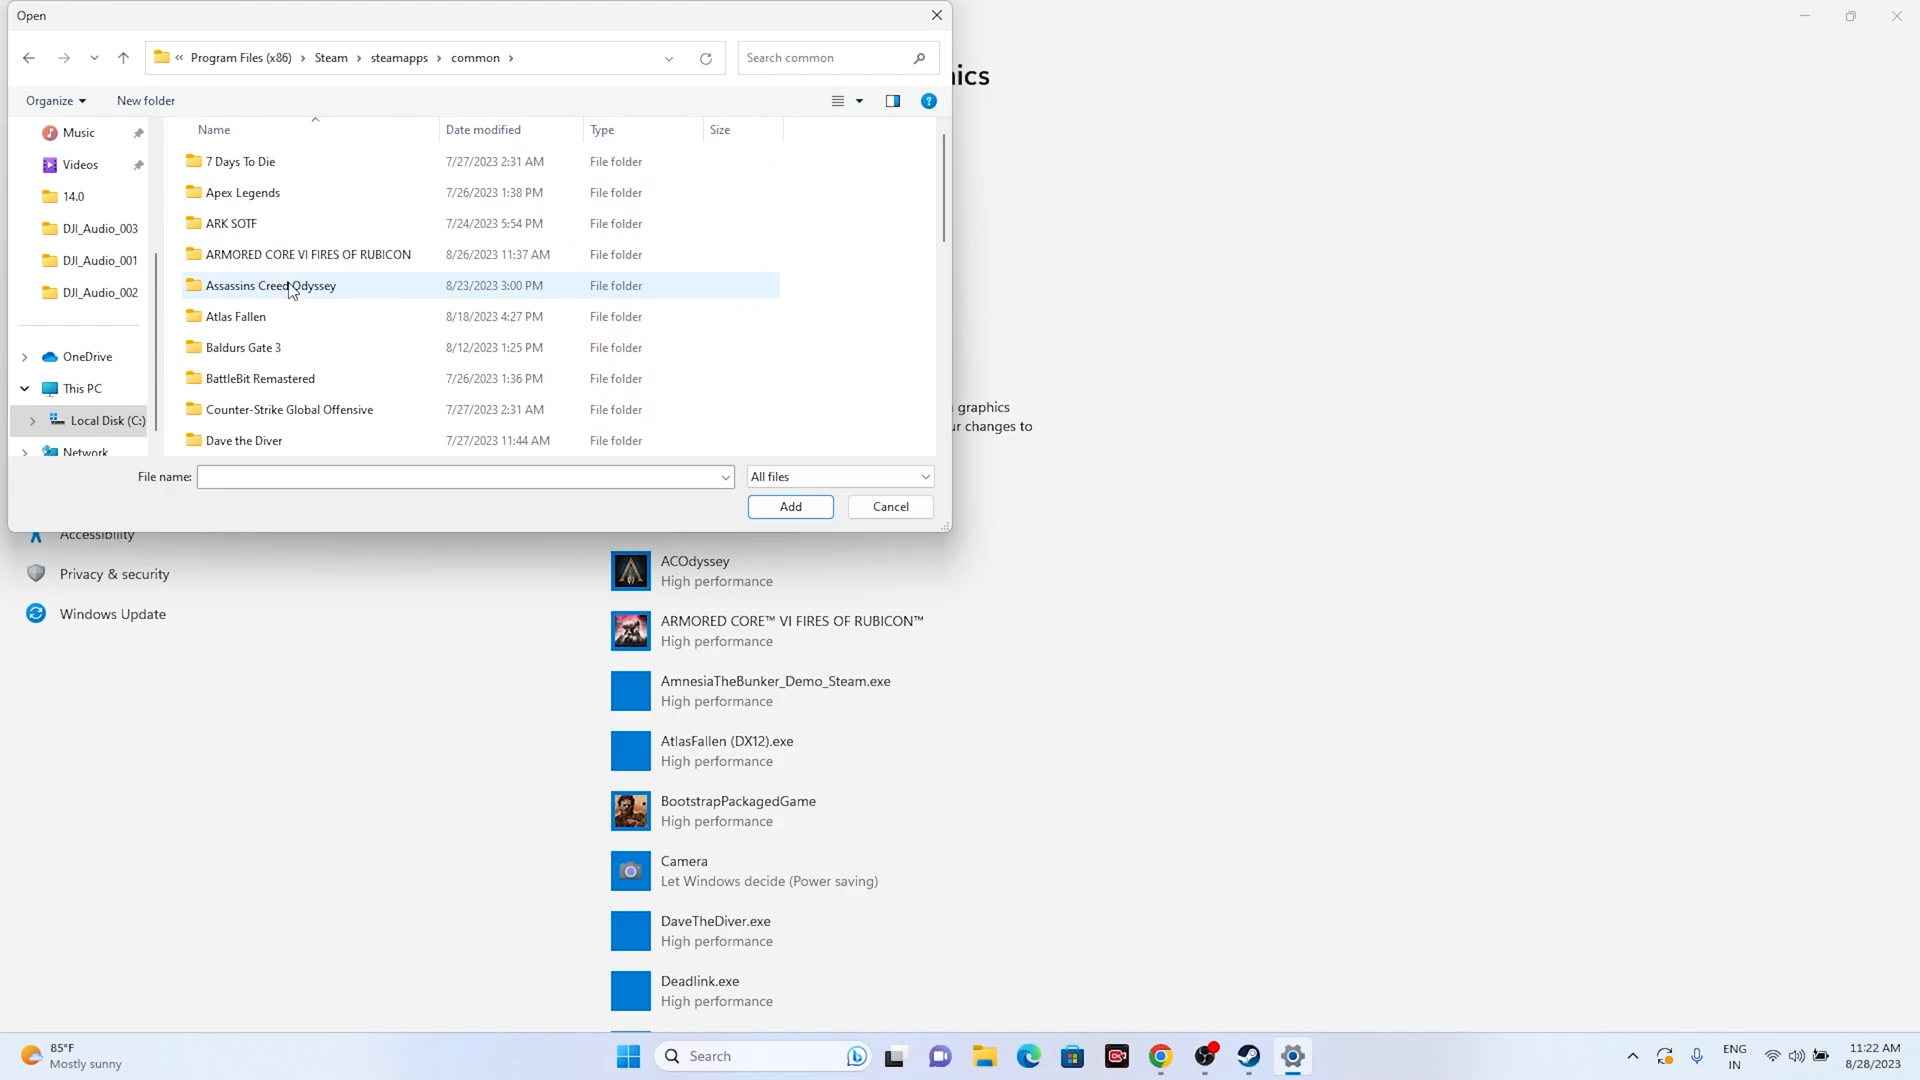 Open
« Program Files (x86) › Steam › steamapps › common ›
Search common
Organize
New folder
Music
Videos
14.0
DJI_Audio_003
DJI_Audio_001
DJI_Audio_002
OneDrive
This PC
Local Disk (C:)
Network
Name Date modified Type Size
7 Days To Die 7/27/2023 2:31 AM File folder
Apex Legends 7/26/2023 1:38 PM File folder
ARK SOTF 7/24/2023 5:54 PM File folder
ARMORED CORE VI FIRES OF RUBICON 8/26/2023 11:37 AM File folder
Assassins Creed Odyssey 8/23/2023 3:00 PM File folder
Atlas Fallen 8/18/2023 4:27 PM File folder
Baldurs Gate 3 8/12/2023 1:25 PM File folder
BattleBit Remastered 7/26/2023 1:36 PM File folder
Counter-Strike Global Offensive 7/27/2023 2:31 AM File folder
Dave the Diver 7/27/2023 11:44 AM File folder
File name:
All files
Add
Cancel
ics
graphics
ur changes to
Accessibility
Privacy & security
Windows Update
ACOdyssey
High performance
ARMORED CORE™ VI FIRES OF RUBICON™
High performance
AmnesiaTheBunker_Demo_Steam.exe
High performance
AtlasFallen (DX12).exe
High performance
BootstrapPackagedGame
High performance
Camera
Let Windows decide (Power saving)
DaveTheDiver.exe
High performance
Deadlink.exe
High performance
85°F
Mostly sunny
Search
ENG
IN
11:22 AM
8/28/2023